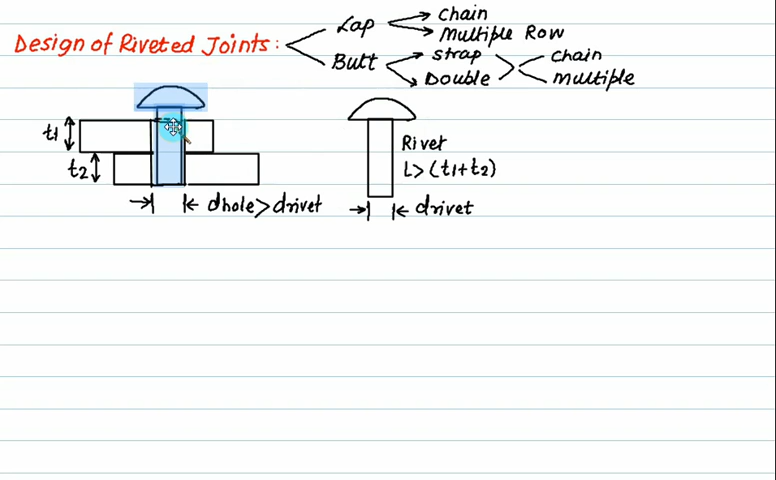 Design of Riveted Joints:
Lap
Chain
Multiple Row
Butt
Strap
Double
chain
multiple
t1
t2
dhole > drivet
Rivet
L>(t1+t2)
drivet